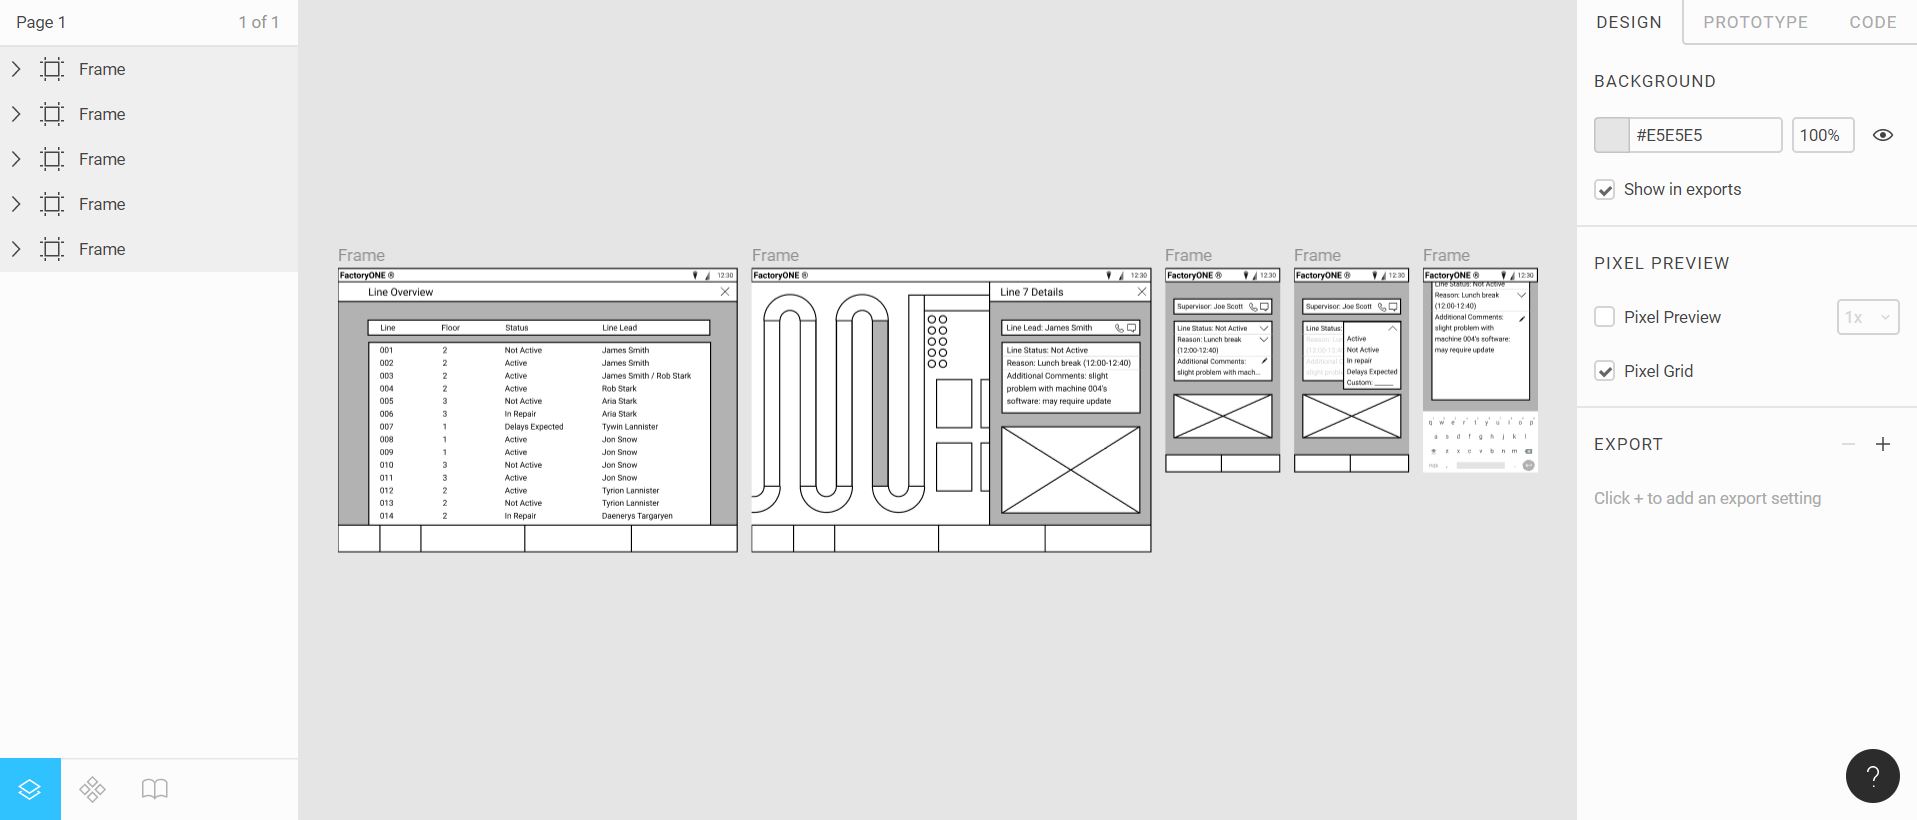 Page 1 1 of 1
Frame
Frame
Frame
Frame
Frame
Frame
FactoryONE ® 12:30
Line Overview
Line Floor Status Line Lead
001 2 Not Active James Smith
002 2 Active James Smith
003 2 Active James Smith / Rob Stark
004 2 Active Rob Stark
005 3 Not Active Aria Stark
006 3 In Repair Aria Stark
007 1 Delays Expected Tywin Lannister
008 1 Active Jon Snow
009 1 Active Jon Snow
010 3 Not Active Jon Snow
011 3 Active Jon Snow
012 2 Active Tyrion Lannister
013 2 Not Active Tyrion Lannister
014 2 In Repair Daenerys Targaryen
Frame
FactoryONE ® 12:30
Line 7 Details
Line Lead: James Smith
Line Status: Not Active
Reason: Lunch break (12:00-12:40)
Additional Comments: slight
problem with machine 004's
software: may require update
Frame
FactoryONE ® 12:30
Supervisor: Joe Scott
Line Status: Not Active
Reason: Lunch break
(12:00-12:40)
Additional Comments:
slight problem with mach...
Frame
FactoryONE ® 12:30
Supervisor: Joe Scott
Line Status:
Reason: Lun
(12:00-12:4
Additional C
slight proble
Active
Not Active
In repair
Delays Expected
Custom: _____
Frame
FactoryONE ® 12:30
Line Status: Not Active
Reason: Lunch break
(12:00-12:40)
Additional Comments:
slight problem with
machine 004's software:
may require update
q w e r t y u i o p
a s d f g h j k l
z x c v b n m
DESIGN PROTOTYPE CODE
BACKGROUND
#E5E5E5 100%
Show in exports
PIXEL PREVIEW
Pixel Preview 1x
Pixel Grid
EXPORT
Click + to add an export setting
?